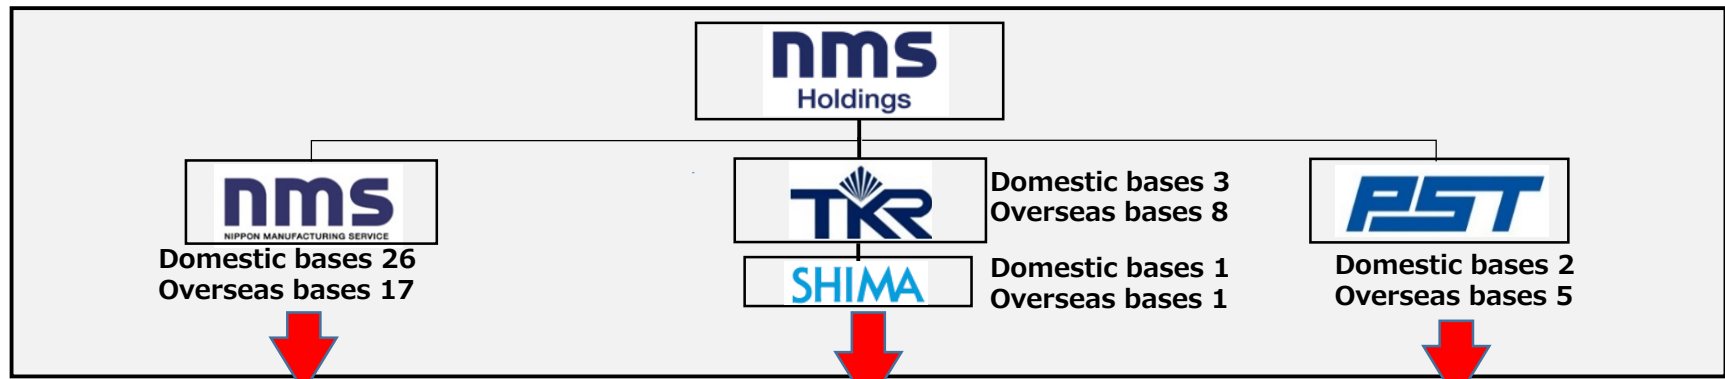 nms
Holdings
nms
NIPPON MANUFACTURING SERVICE
Domestic bases 26
Overseas bases 17
TKR
Domestic bases 3
Overseas bases 8
SHIMA
Domestic bases 1
Overseas bases 1
PST
Domestic bases 2
Overseas bases 5